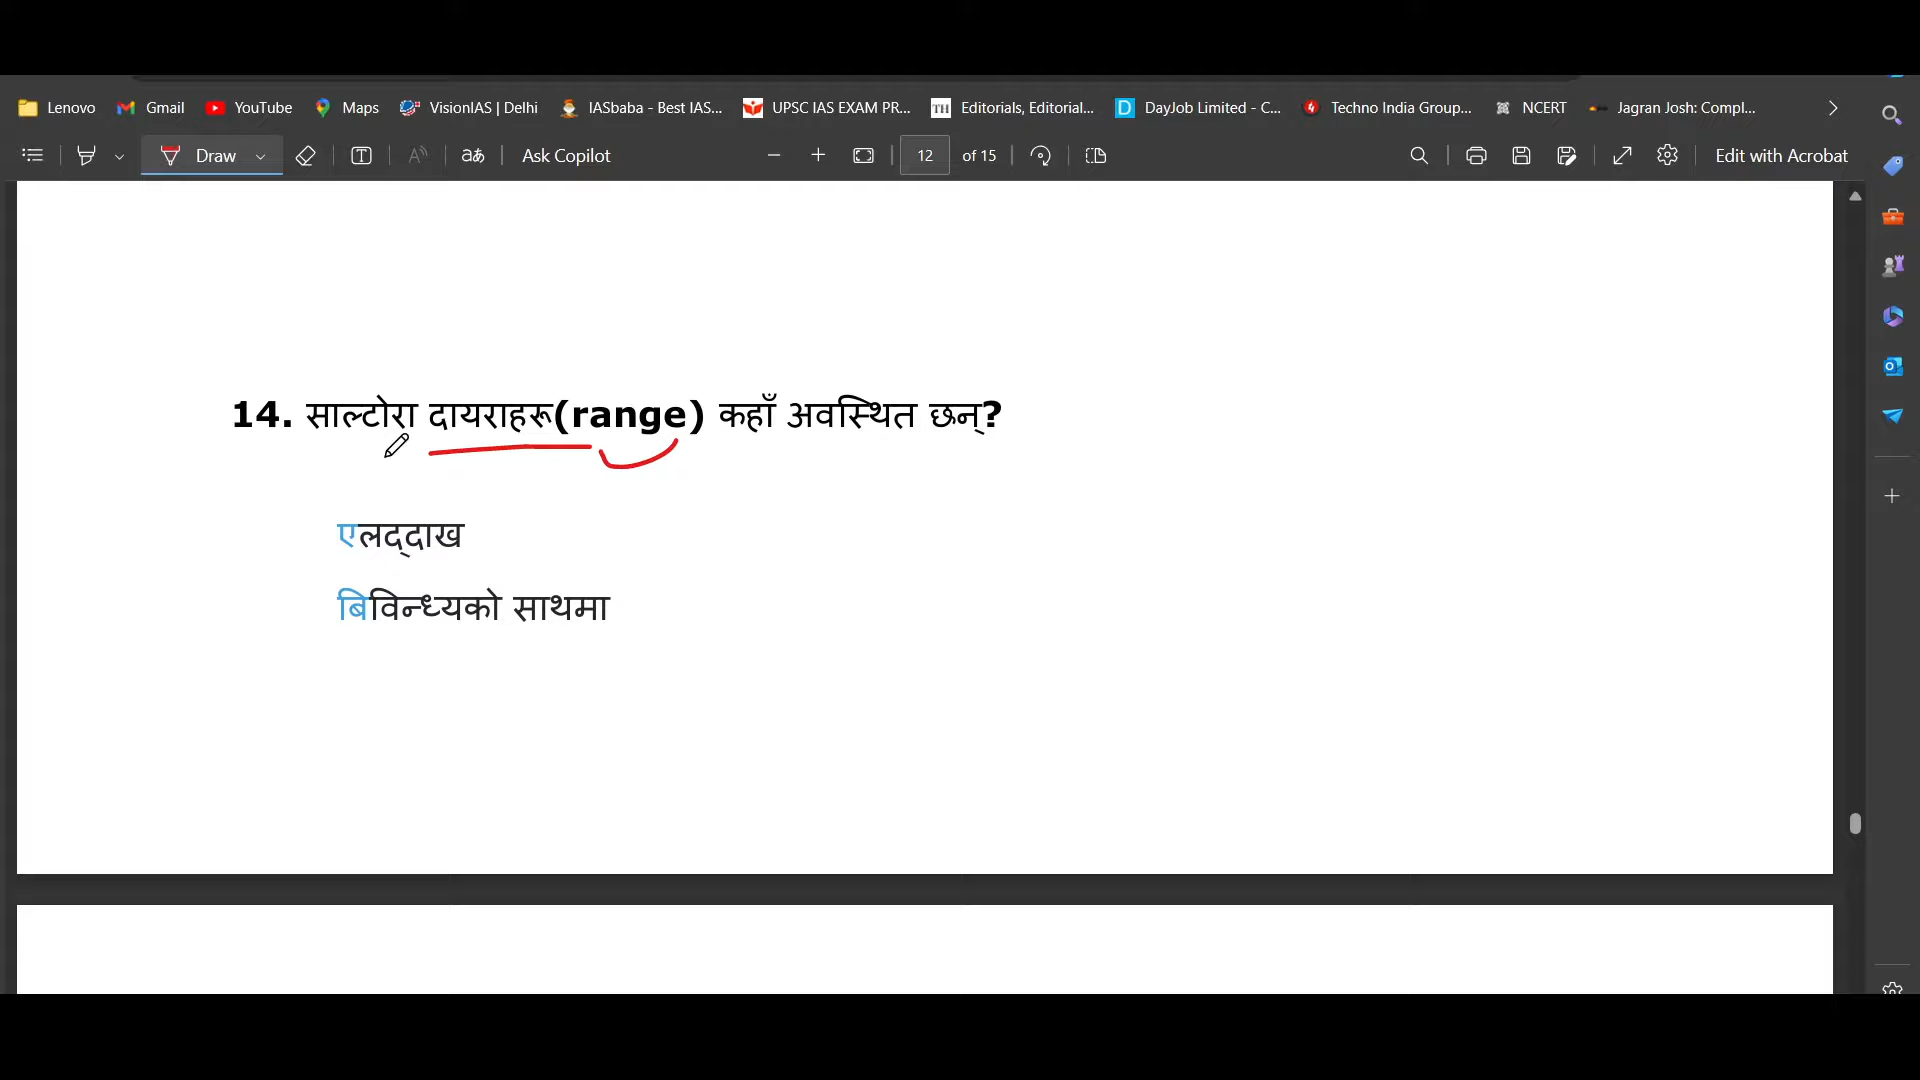 Lenovo Gmail YouTube Maps VisionIAS | Delhi IASbaba - Best IAS... UPSC IAS EXAM PR... Editorials, Editorial... DayJob Limited - C... Techno India Group... NCERT Jagran Josh: Compl...
Draw Ask Copilot 12 of 15 Edit with Acrobat
14. साल्टोरा दायराहरू(range) कहाँ अवस्थित छन्?
एलद्दाख
बिविन्ध्यको साथमा